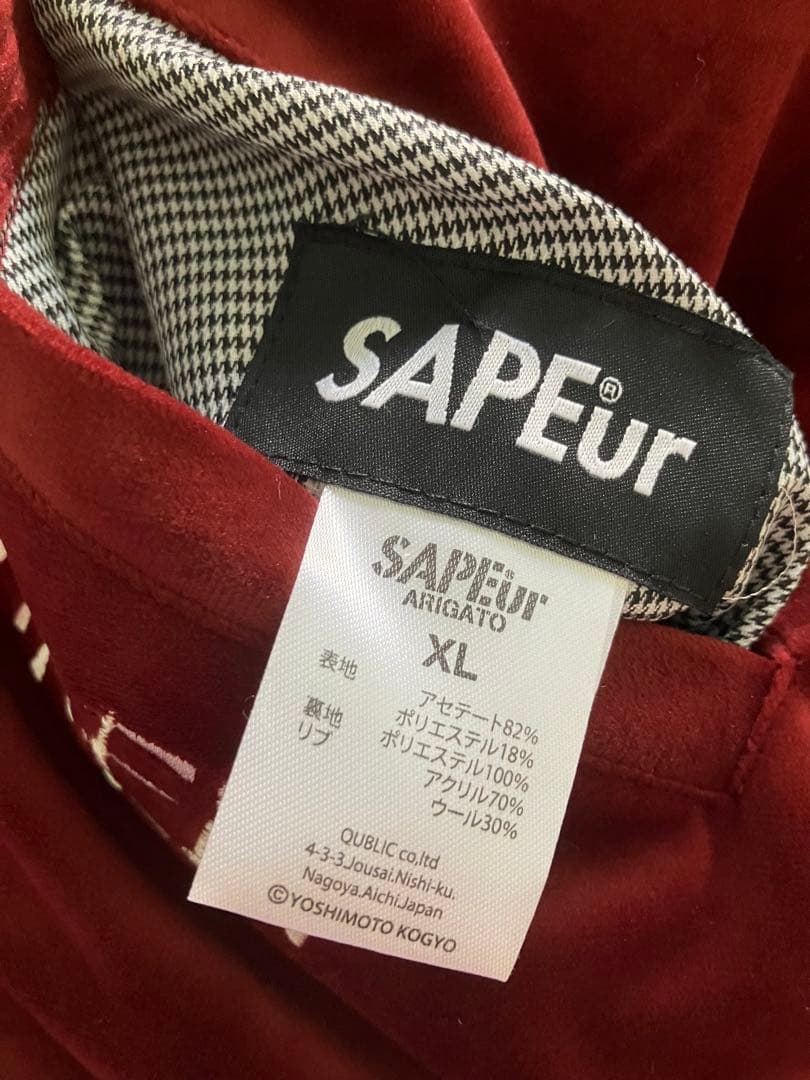 SAPEur®
SAPEur
ARIGATO
XL
表地 アセテート82%
ポリエステル18%
裏地 ポリエステル100%
リブ アクリル70%
ウール30%
QUBLIC co,ltd
4-3-3.Jousai.Nishi-ku.
Nagoya.Aichi.Japan
©YOSHIMOTO KOGYO